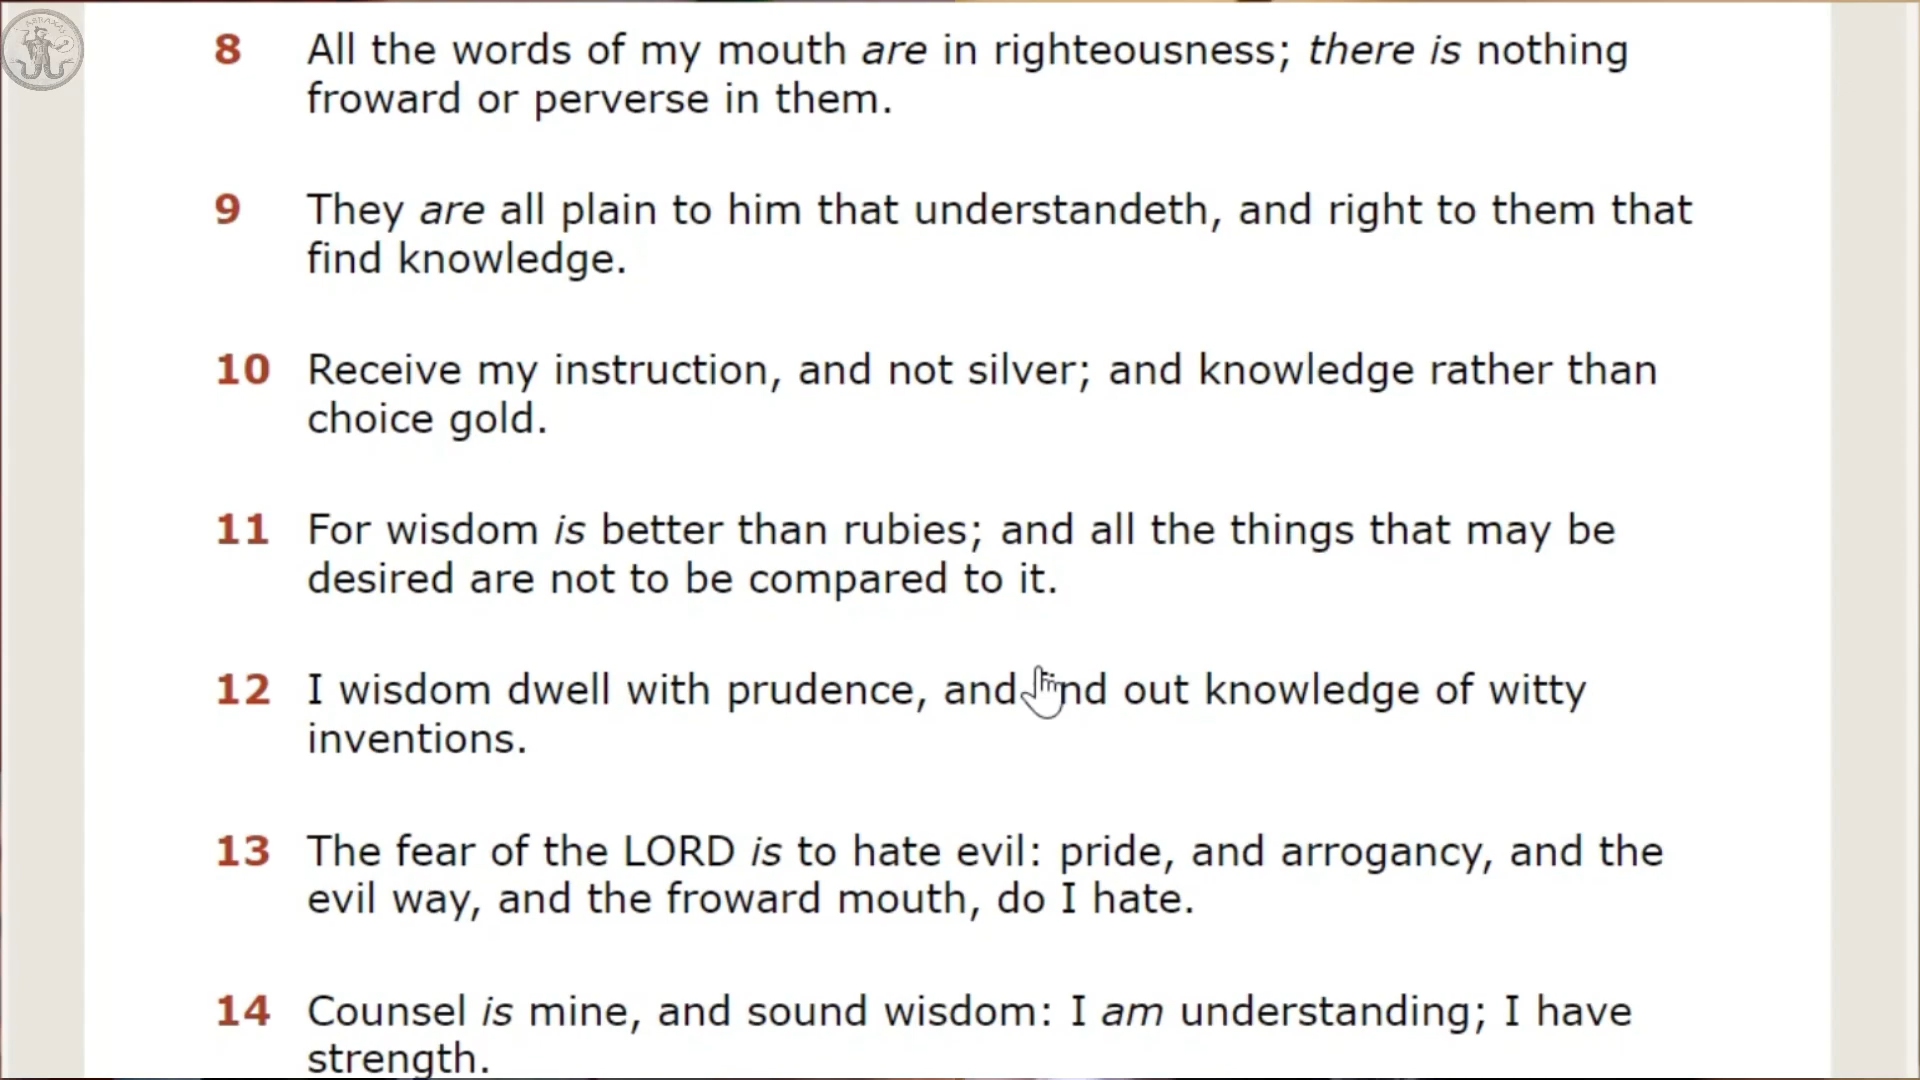 8 All the words of my mouth are in righteousness; there is nothing
froward or perverse in them.
9 They are all plain to him that understandeth, and right to them that
find knowledge.
10 Receive my instruction, and not silver; and knowledge rather than
choice gold.
11 For wisdom is better than rubies; and all the things that may be
desired are not to be compared to it.
12 I wisdom dwell with prudence, and find out knowledge of witty
inventions.
13 The fear of the LORD is to hate evil: pride, and arrogancy, and the
evil way, and the froward mouth, do I hate.
14 Counsel is mine, and sound wisdom: I am understanding; I have
strength.